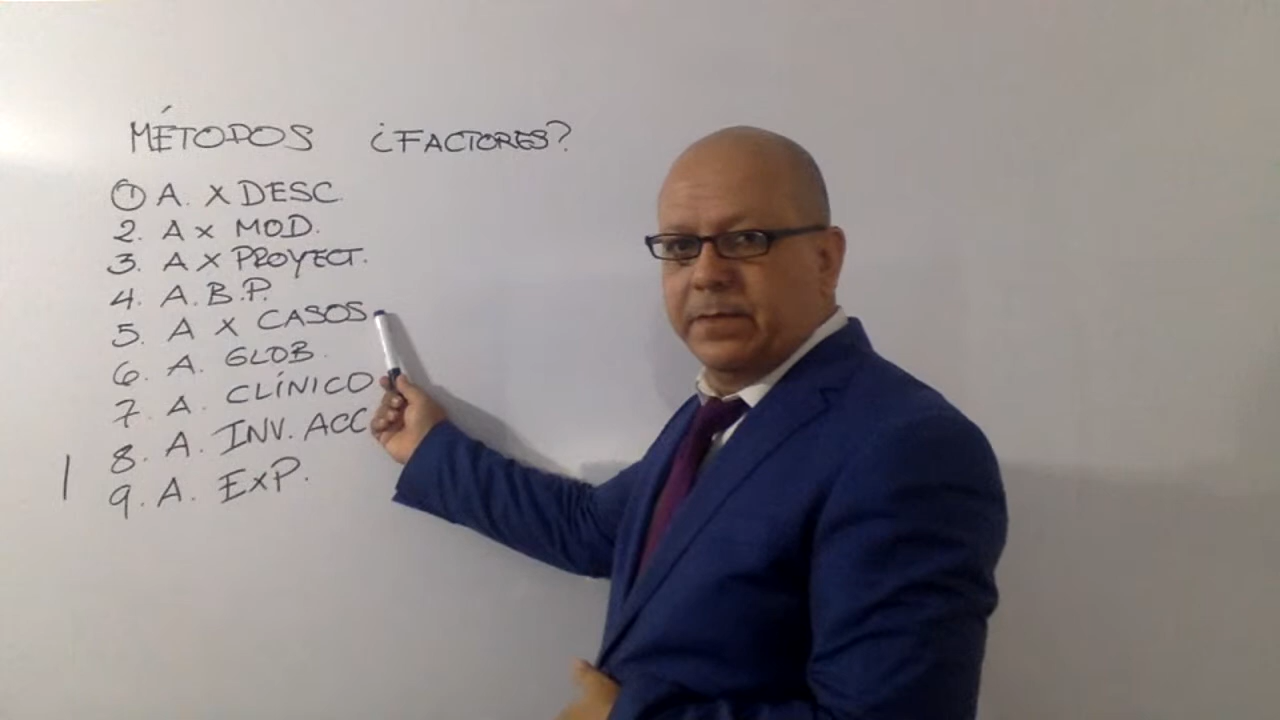 MÉTODOS ¿FACTORES?
1 A. X DESC.
2. A X MOD.
3. A X PROYECT.
4. A.B.P.
5. A X CASOS
6. A. GLOB.
7. A. CLÍNICO
8. A. INV. ACC
9. A. EXP.